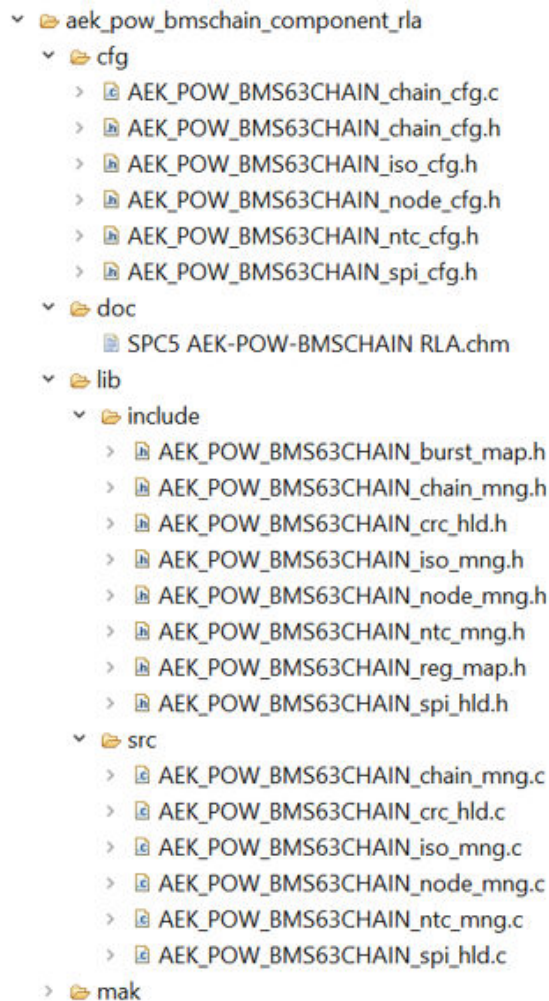 aek_pow_bmschain_component_rla
cfg
AEK_POW_BMS63CHAIN_chain_cfg.c
AEK_POW_BMS63CHAIN_chain_cfg.h
AEK_POW_BMS63CHAIN_iso_cfg.h
AEK_POW_BMS63CHAIN_node_cfg.h
AEK_POW_BMS63CHAIN_ntc_cfg.h
AEK_POW_BMS63CHAIN_spi_cfg.h
doc
SPC5 AEK-POW-BMSCHAIN RLA.chm
lib
include
AEK_POW_BMS63CHAIN_burst_map.h
AEK_POW_BMS63CHAIN_chain_mng.h
AEK_POW_BMS63CHAIN_crc_hld.h
AEK_POW_BMS63CHAIN_iso_mng.h
AEK_POW_BMS63CHAIN_node_mng.h
AEK_POW_BMS63CHAIN_ntc_mng.h
AEK_POW_BMS63CHAIN_reg_map.h
AEK_POW_BMS63CHAIN_spi_hld.h
src
AEK_POW_BMS63CHAIN_chain_mng.c
AEK_POW_BMS63CHAIN_crc_hld.c
AEK_POW_BMS63CHAIN_iso_mng.c
AEK_POW_BMS63CHAIN_node_mng.c
AEK_POW_BMS63CHAIN_ntc_mng.c
AEK_POW_BMS63CHAIN_spi_hld.c
mak